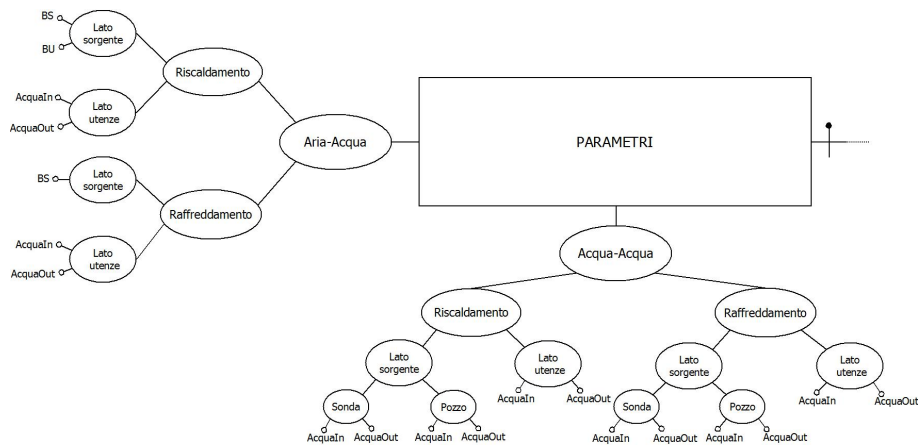 BS
BU
Lato
sorgente
Riscaldamento
AcquaIn
AcquaOut
Lato
utenze
Aria-Acqua
BS
Lato
sorgente
Raffreddamento
AcquaIn
AcquaOut
Lato
utenze
PARAMETRI
Acqua-Acqua
Riscaldamento
Lato
sorgente
Sonda
AcquaIn
AcquaOut
Pozzo
AcquaIn
AcquaOut
Lato
utenze
AcquaIn
AcquaOut
Raffreddamento
Lato
sorgente
Sonda
AcquaIn
AcquaOut
Pozzo
AcquaIn
AcquaOut
Lato
utenze
AcquaIn
AcquaOut